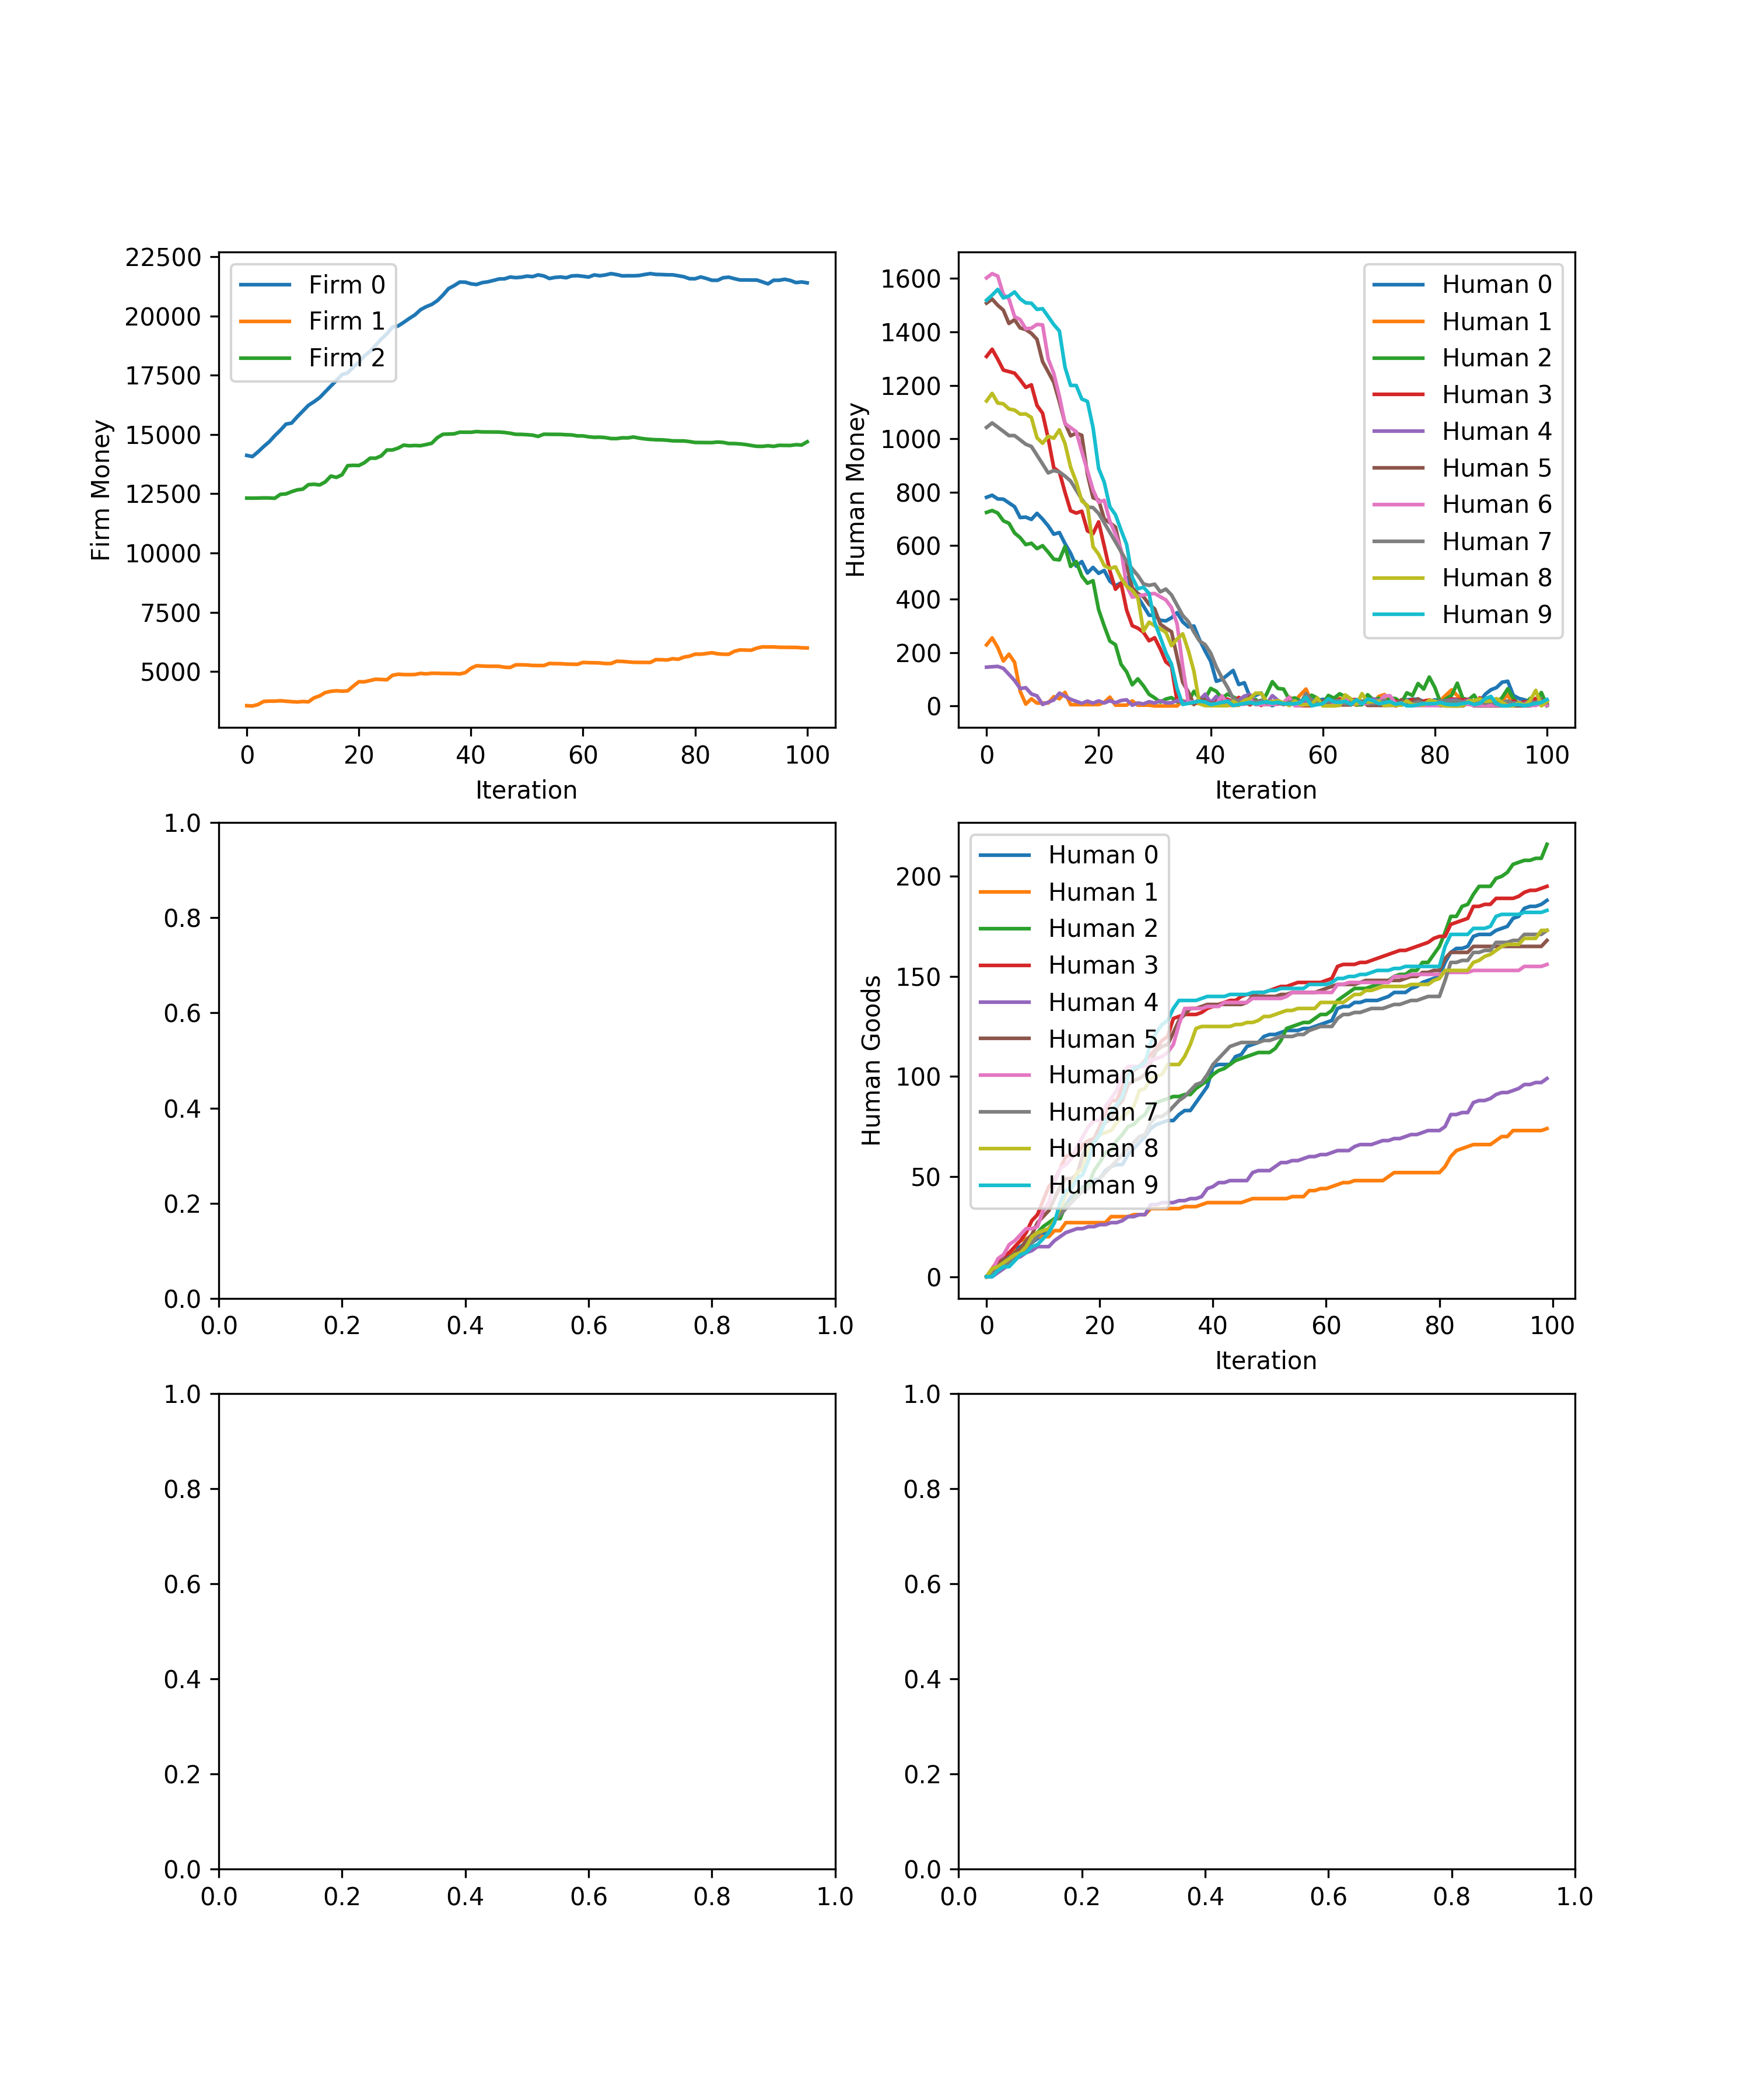 22500
20000
17500
15000
12500
10000
7500
5000
Firm Money
Firm 0
Firm 1
Firm 2
0 20 40 60 80 100
Iteration
1600
1400
1200
1000
800
600
400
200
0
Human Money
Human 0
Human 1
Human 2
Human 3
Human 4
Human 5
Human 6
Human 7
Human 8
Human 9
0 20 40 60 80 100
Iteration
1.0
0.8
0.6
0.4
0.2
0.0
0.0 0.2 0.4 0.6 0.8 1.0
200
150
100
50
0
Human Goods
Human 0
Human 1
Human 2
Human 3
Human 4
Human 5
Human 6
Human 7
Human 8
Human 9
0 20 40 60 80 100
Iteration
1.0
0.8
0.6
0.4
0.2
0.0
0.0 0.2 0.4 0.6 0.8 1.0
1.0
0.8
0.6
0.4
0.2
0.0
0.0 0.2 0.4 0.6 0.8 1.0